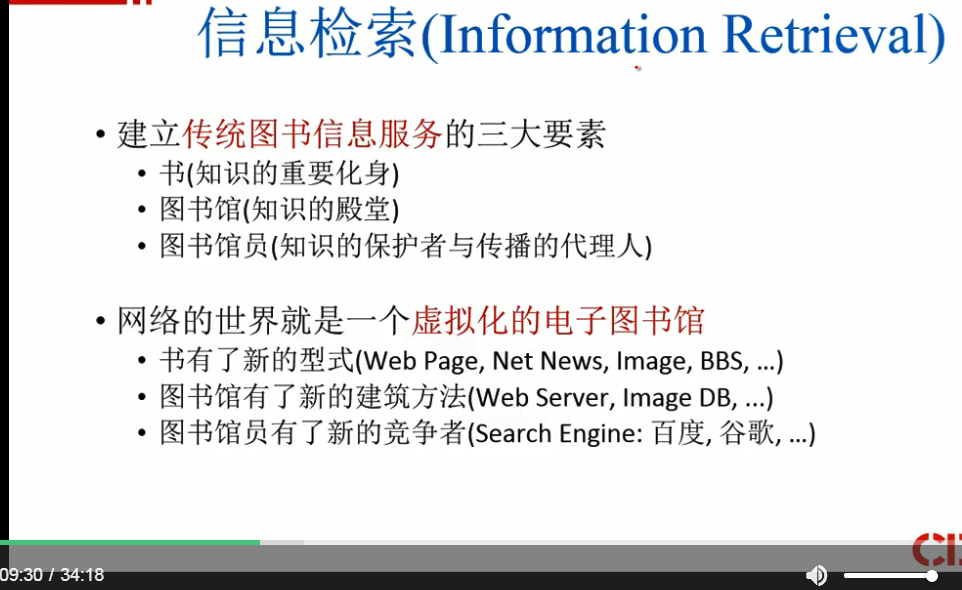 信息检索(Information Retrieval)
• 建立传统图书信息服务的三大要素
• 书(知识的重要化身)
• 图书馆(知识的殿堂)
• 图书馆员(知识的保护者与传播的代理人)
• 网络的世界就是一个虚拟化的电子图书馆
• 书有了新的型式(Web Page, Net News, Image, BBS, ...)
• 图书馆有了新的建筑方法(Web Server, Image DB, ...)
• 图书馆员有了新的竞争者(Search Engine: 百度, 谷歌, ...)
09:30 / 34:18